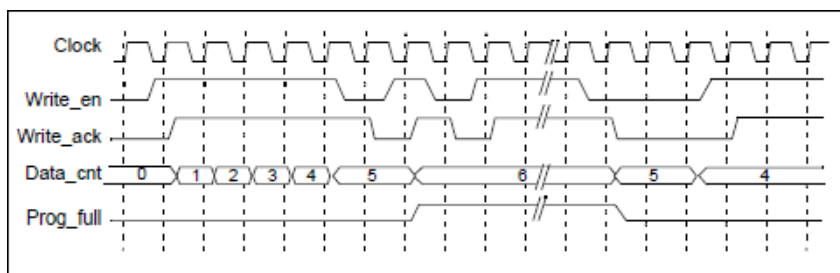 Clock
Write_en
Write_ack
Data_cnt 0 1 2 3 4 5 6 5 4
Prog_full